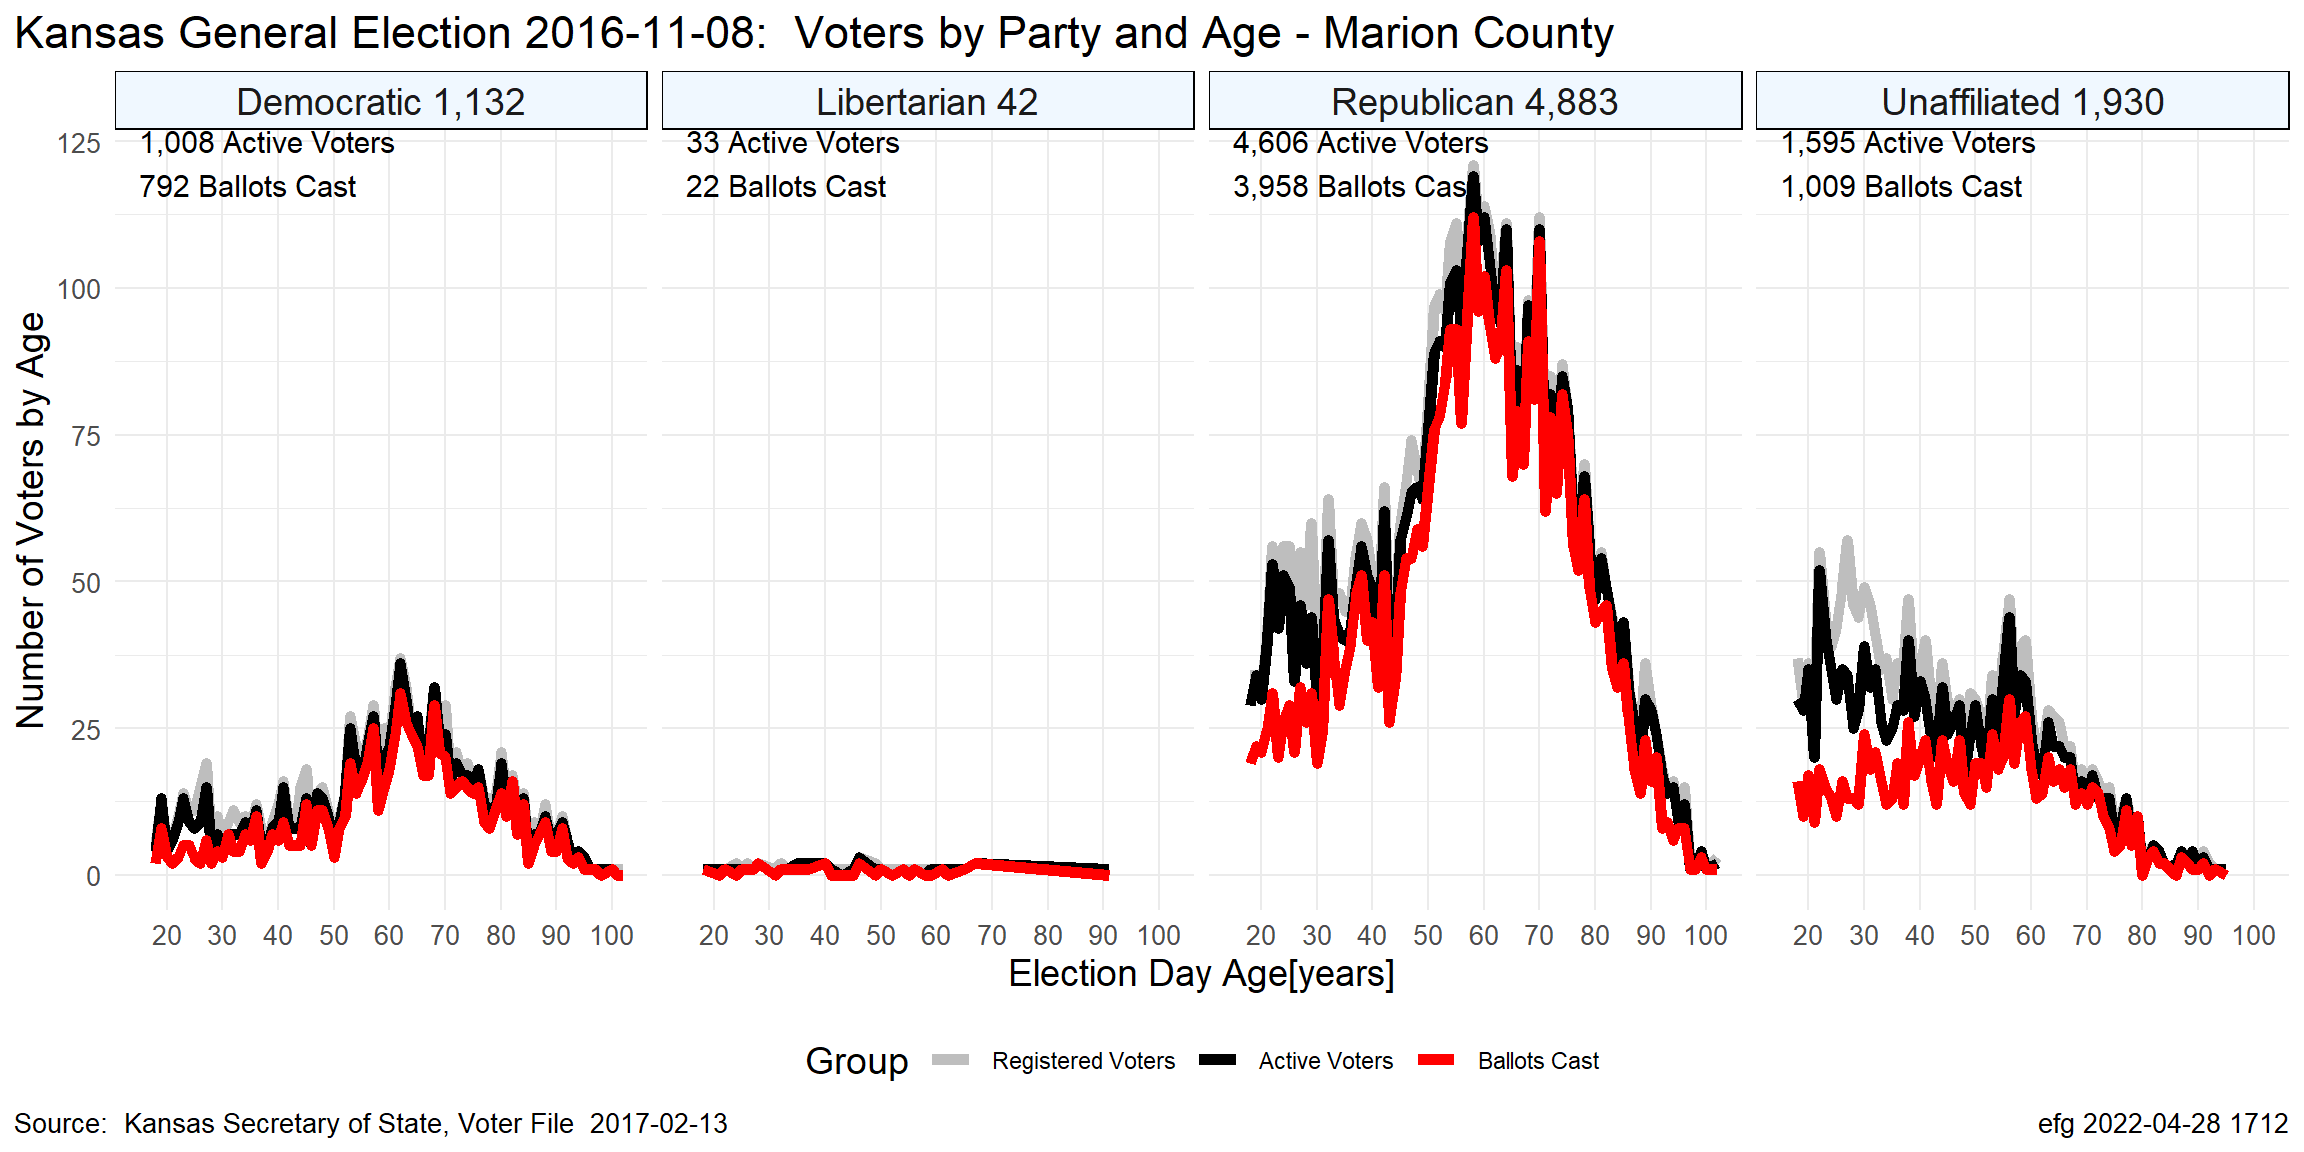 Kansas General Election 2016-11-08:  Voters by Party and Age - Marion County
Democratic 1,132
Libertarian 42
Republican 4,883
Unaffiliated 1,930
1,008 Active Voters
792 Ballots Cast
33 Active Voters
22 Ballots Cast
4,606 Active Voters
3,958 Ballots Cast
1,595 Active Voters
1,009 Ballots Cast
Number of Voters by Age
125
100
75
50
25
0
20 30 40 50 60 70 80 90 100
20 30 40 50 60 70 80 90 100
20 30 40 50 60 70 80 90 100
20 30 40 50 60 70 80 90 100
Election Day Age[years]
Group Registered Voters Active Voters Ballots Cast
Source:  Kansas Secretary of State, Voter File  2017-02-13
efg 2022-04-28 1712